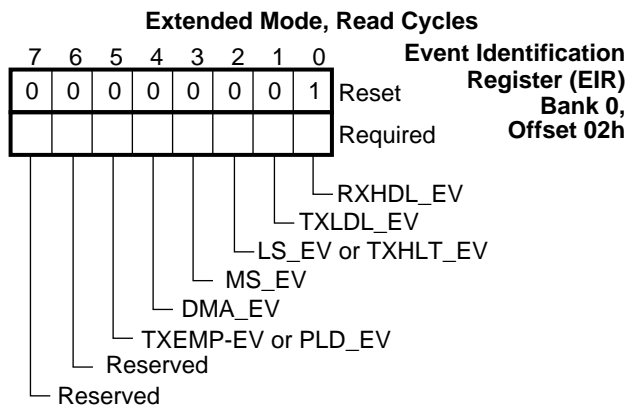 Extended Mode, Read Cycles
7 6 5 4 3 2 1 0
Event Identification
Register (EIR)
Bank 0,
Offset 02h
0 0 0 0 0 0 0 1 Reset
Required
RXHDL_EV
TXLDL_EV
LS_EV or TXHLT_EV
MS_EV
DMA_EV
TXEMP-EV or PLD_EV
Reserved
Reserved